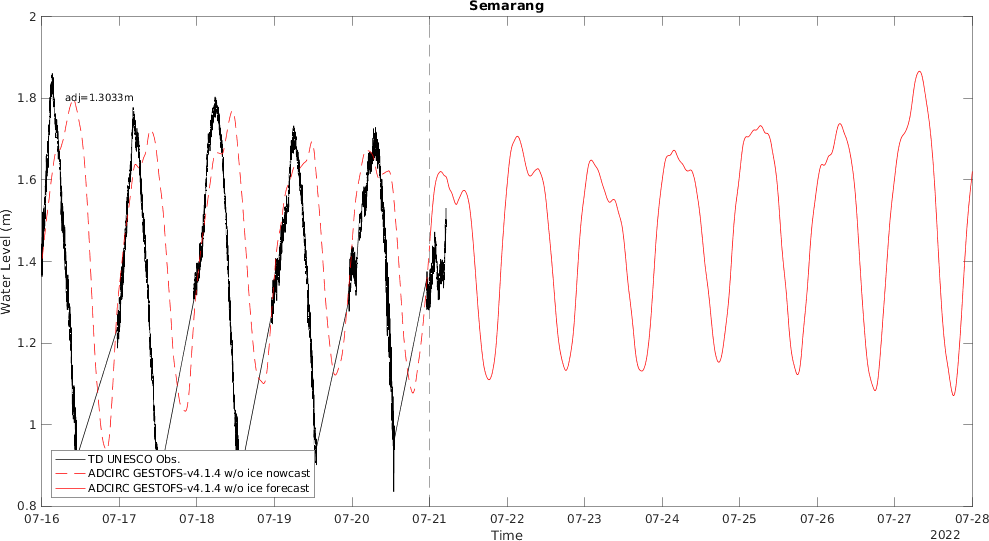 Semarang
2
1.8
1.6
1.4
1.2
1
0.8
Water Level (m)
adj=1.3033m
TD UNESCO Obs.
ADCIRC GESTOFS-v4.1.4 w/o ice nowcast
ADCIRC GESTOFS-v4.1.4 w/o ice forecast
07-16 07-17 07-18 07-19 07-20 07-21 07-22 07-23 07-24 07-25 07-26 07-27 07-28
Time
2022